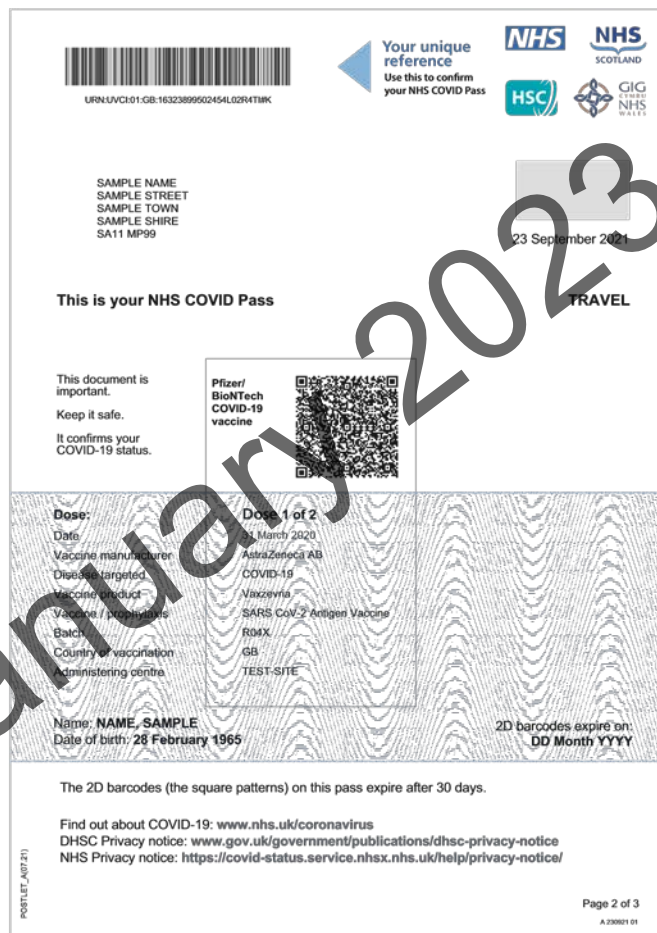 Your unique
reference
Use this to confirm
your NHS COVID Pass
NHS
NHS
SCOTLAND
HSC
GIG
CYMRU
NHS
WALES
URN:UVCI:01:GB:16323899502454L02R4TI#K
SAMPLE NAME
SAMPLE STREET
SAMPLE TOWN
SAMPLE SHIRE
SA11 MP99
23 September 2021
This is your NHS COVID Pass
TRAVEL
This document is
important.
Keep it safe.
It confirms your
COVID-19 status.
Pfizer/
BioNTech
COVID-19
vaccine
Dose: Dose 1 of 2
Date 31 March 2020
Vaccine manufacturer AstraZeneca AB
Disease targeted COVID-19
Vaccine product Vaxzevria
Vaccine / prophylaxis SARS CoV-2 Antigen Vaccine
Batch R04X
Country of vaccination GB
Administering centre TEST-SITE
Name: NAME, SAMPLE
Date of birth: 28 February 1965
2D barcodes expire on:
DD Month YYYY
The 2D barcodes (the square patterns) on this pass expire after 30 days.
Find out about COVID-19: www.nhs.uk/coronavirus
DHSC Privacy notice: www.gov.uk/government/publications/dhsc-privacy-notice
NHS Privacy notice: https://covid-status.service.nhsx.nhs.uk/help/privacy-notice/
POSTLET_A(07.21)
Page 2 of 3
A 230921 01
anuary 2023